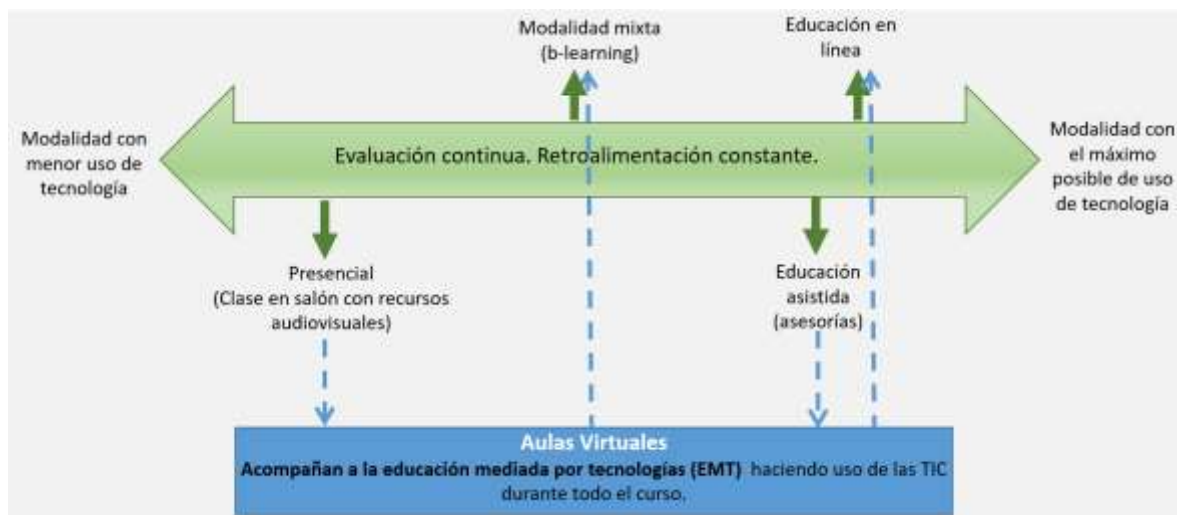 Modalidad mixta
(b-learning)
Educación en
línea
Modalidad con
menor uso de
tecnología
Evaluación continua. Retroalimentación constante.
Modalidad con
el máximo
posible de uso
de tecnología
Presencial
(Clase en salón con recursos
audiovisuales)
Educación
asistida
(asesorías)
Aulas Virtuales
Acompañan a la educación mediada por tecnologías (EMT) haciendo uso de las TIC
durante todo el curso.